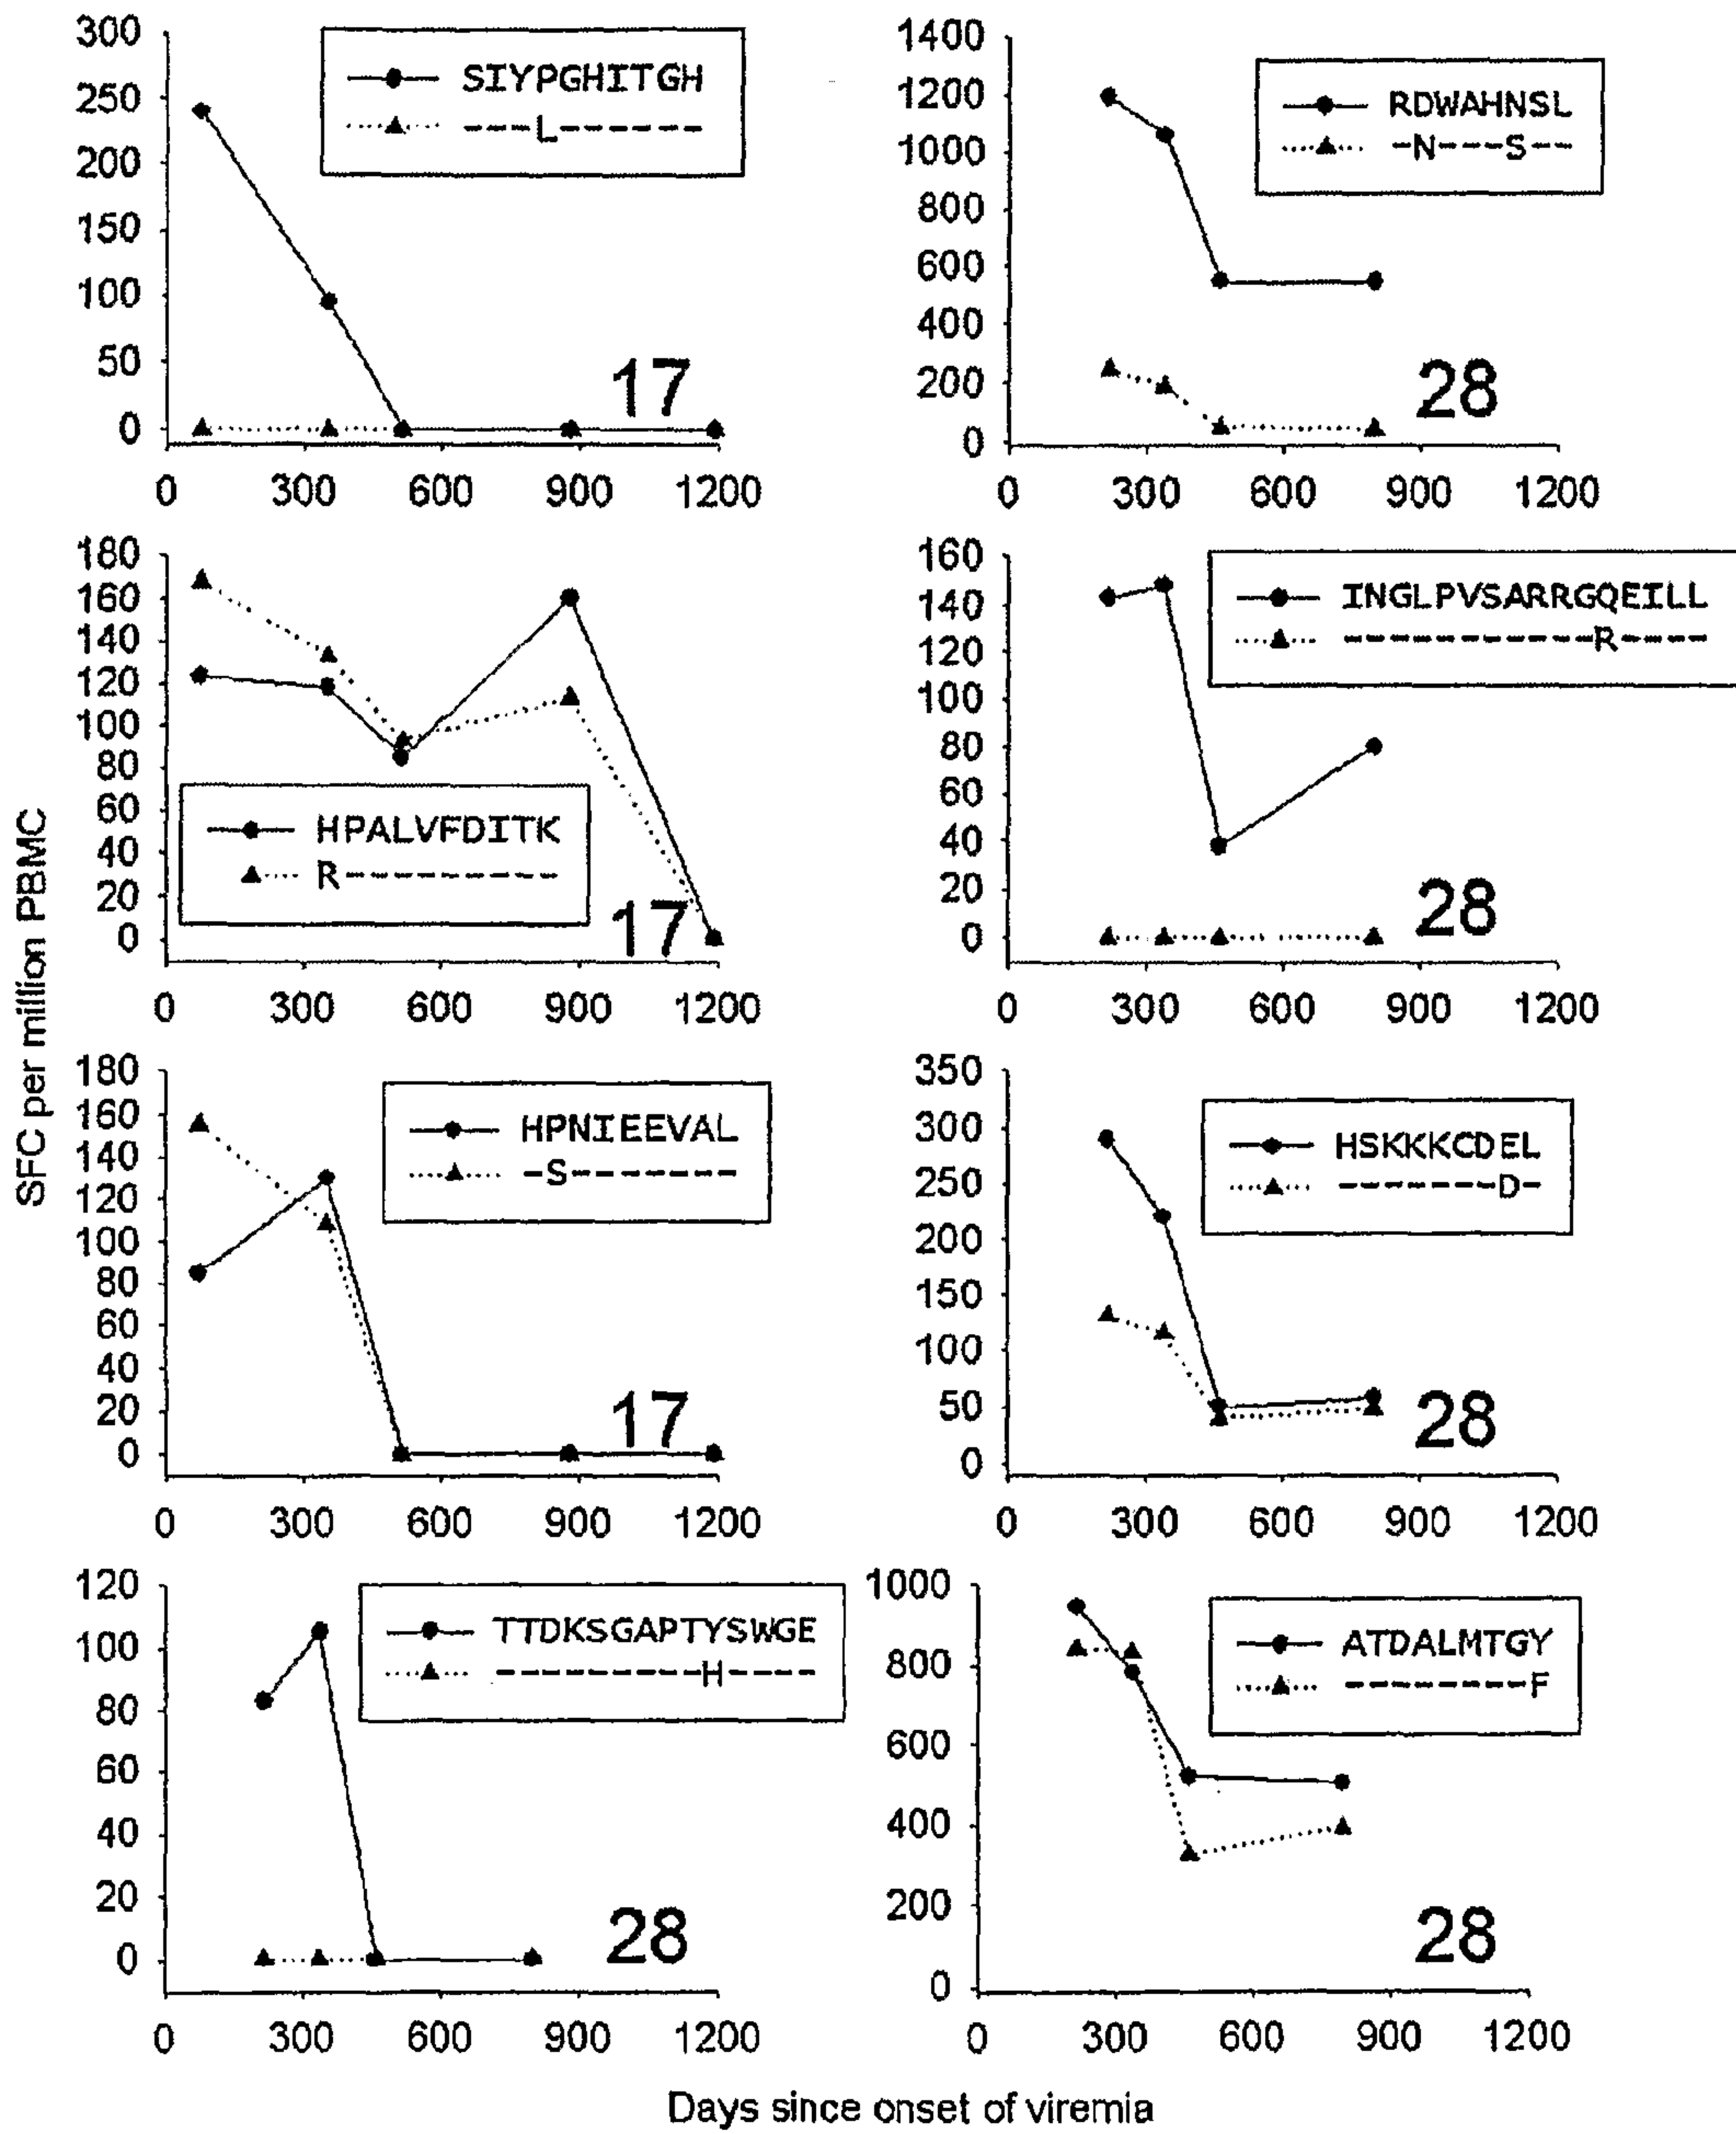 SFC per million PBMC
300
250
200
150
100
50
0
SIYPGHITGH
---L------
17
0 300 600 900 1200
1400
1200
1000
800
600
400
200
0
RDWAHNSL
-N---S--
28
0 300 600 900 1200
180
160
140
120
100
80
60
40
20
0
HPALVFDITK
R---------
17
0 300 600 900 1200
160
140
120
100
80
60
40
20
0
INGLPVSARRGQEILL
-----------R----
28
0 300 600 900 1200
180
160
140
120
100
80
60
40
20
0
HPNIEEVAL
-S-------
17
0 300 600 900 1200
350
300
250
200
150
100
50
0
HSKKKCDEL
-------D-
28
0 300 600 900 1200
120
100
80
60
40
20
0
TTDKSGAPTYSWGE
---------H----
28
0 300 600 900 1200
1000
800
600
400
200
0
ATDALMTGY
--------F
28
0 300 600 900 1200
Days since onset of viremia